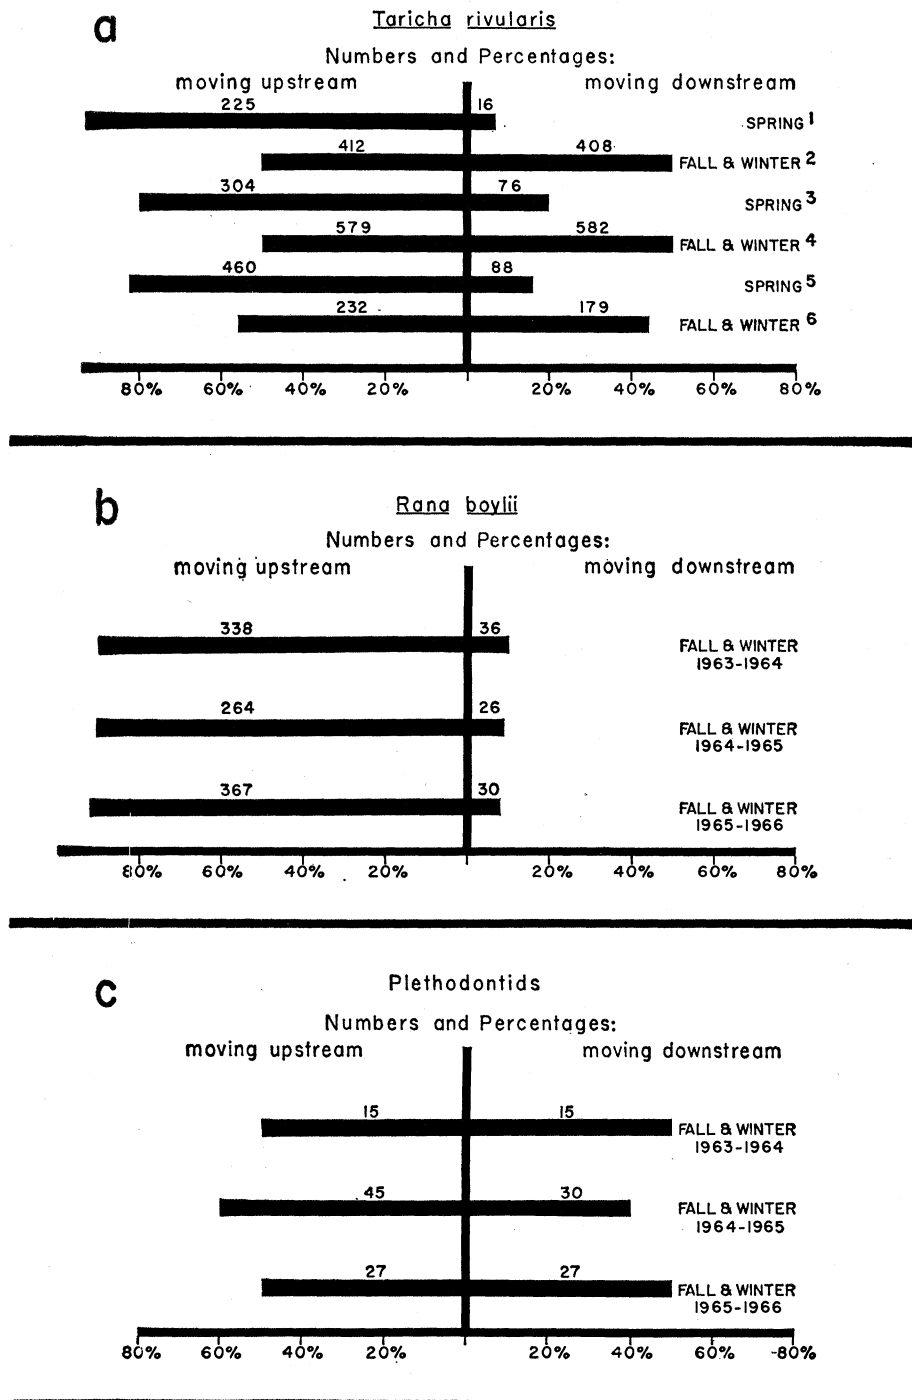 a
Taricha rivularis
Numbers and Percentages:
moving upstream moving downstream
225 16
SPRING 1
412 408
FALL & WINTER 2
304 76
SPRING 3
579 582
FALL & WINTER 4
460 88
SPRING 5
232 179
FALL & WINTER 6
80% 60% 40% 20% 20% 40% 60% 80%
b
Rana boylii
Numbers and Percentages:
moving upstream moving downstream
338 36
FALL & WINTER
1963-1964
264 26
FALL & WINTER
1964-1965
367 30
FALL & WINTER
1965-1966
80% 60% 40% 20% 20% 40% 60% 80%
c
Plethodontids
Numbers and Percentages:
moving upstream moving downstream
15 15
FALL & WINTER
1963-1964
45 30
FALL & WINTER
1964-1965
27 27
FALL & WINTER
1965-1966
80% 60% 40% 20% 20% 40% 60% 80%